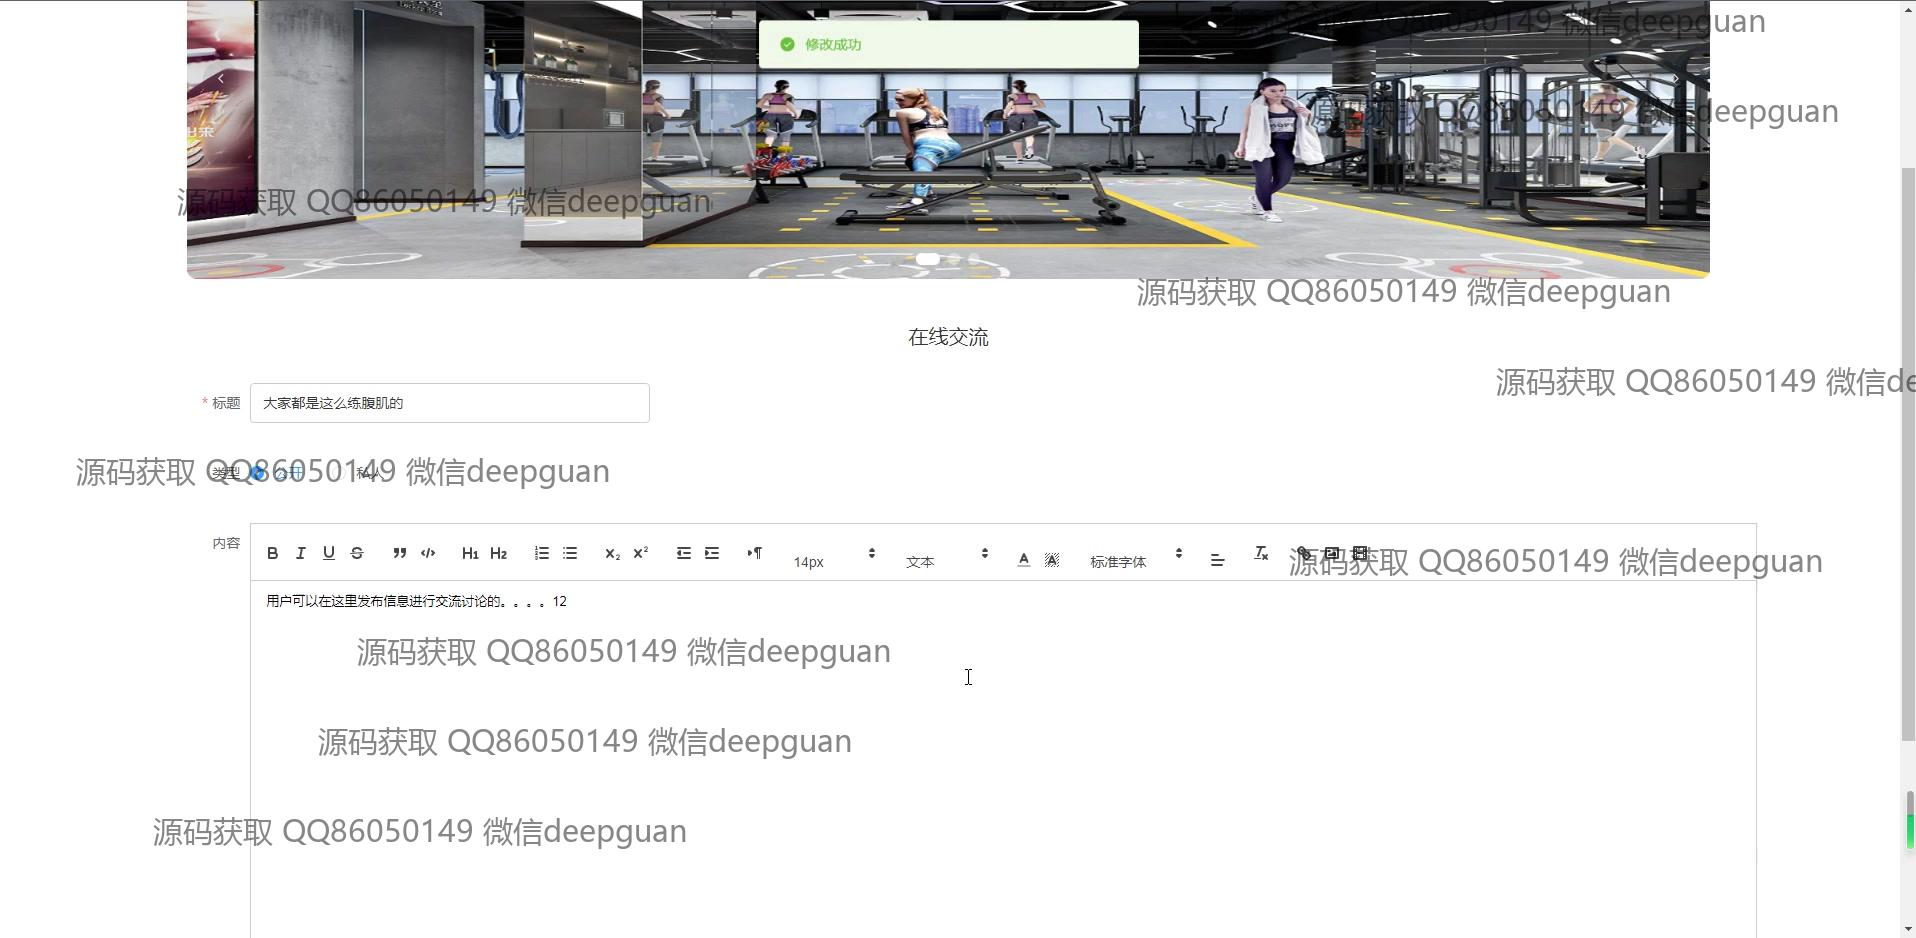 源码获取 QQ86050149 微信deepguan
修改成功
源码获取 QQ86050149 微信deepguan
出来
源码获取 QQ86050149 微信deepguan
源码获取 QQ86050149 微信deepguan
在线交流
源码获取 QQ86050149 微信de
* 标题 大家都是这么练腹肌的
源码获取 QQ86050149 微信deepguan
类型 公开 私人
内容 B I U S H1 H2 X2 X2 14px 文本 A A 标准字体
源码获取 QQ86050149 微信deepguan
用户可以在这里发布信息进行交流讨论的。。。。12
源码获取 QQ86050149 微信deepguan
源码获取 QQ86050149 微信deepguan
源码获取 QQ86050149 微信deepguan